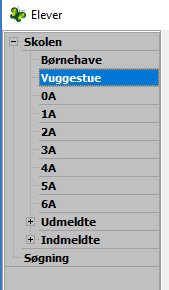 Elever
Skolen
Børnehave
Vuggestue
0A
1A
2A
3A
4A
5A
6A
Udmeldte
Indmeldte
Søgning